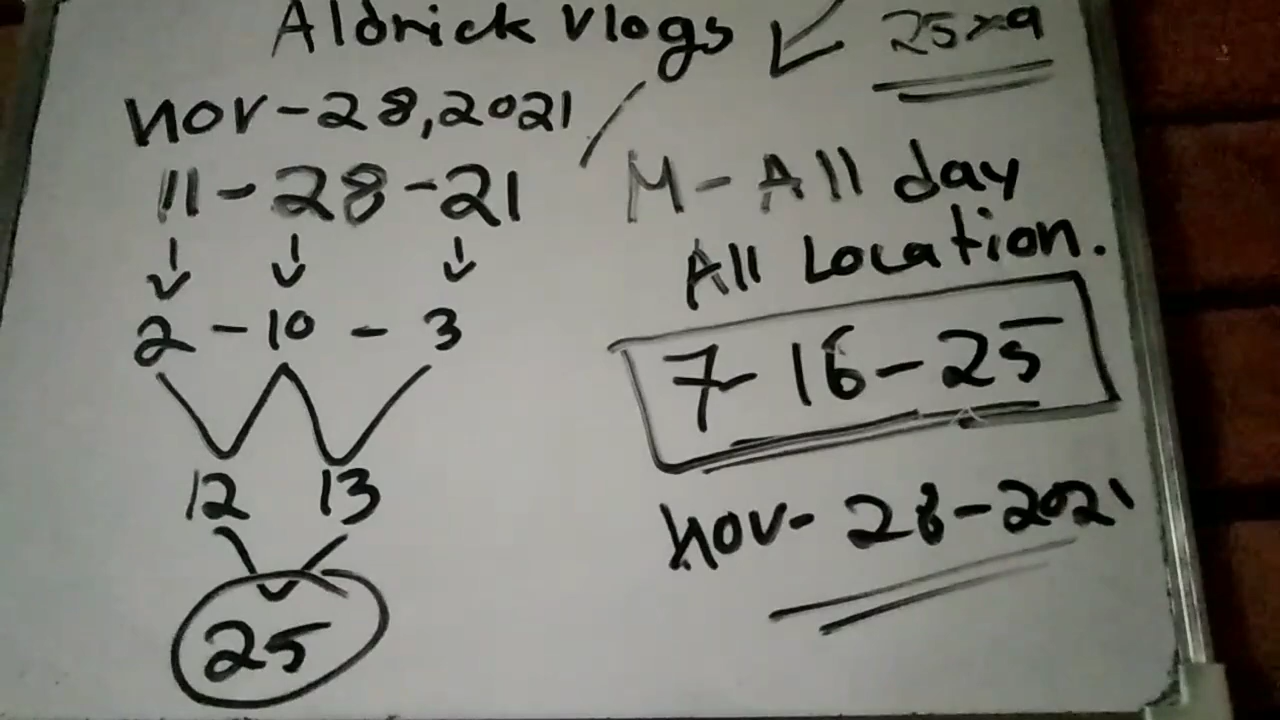 Aldrick Vlogs
25x9
Nov-28,2021
11-28-21
2-10-3
12 13
25
M-All day
All Location.
7-16-25
Nov-28-2021